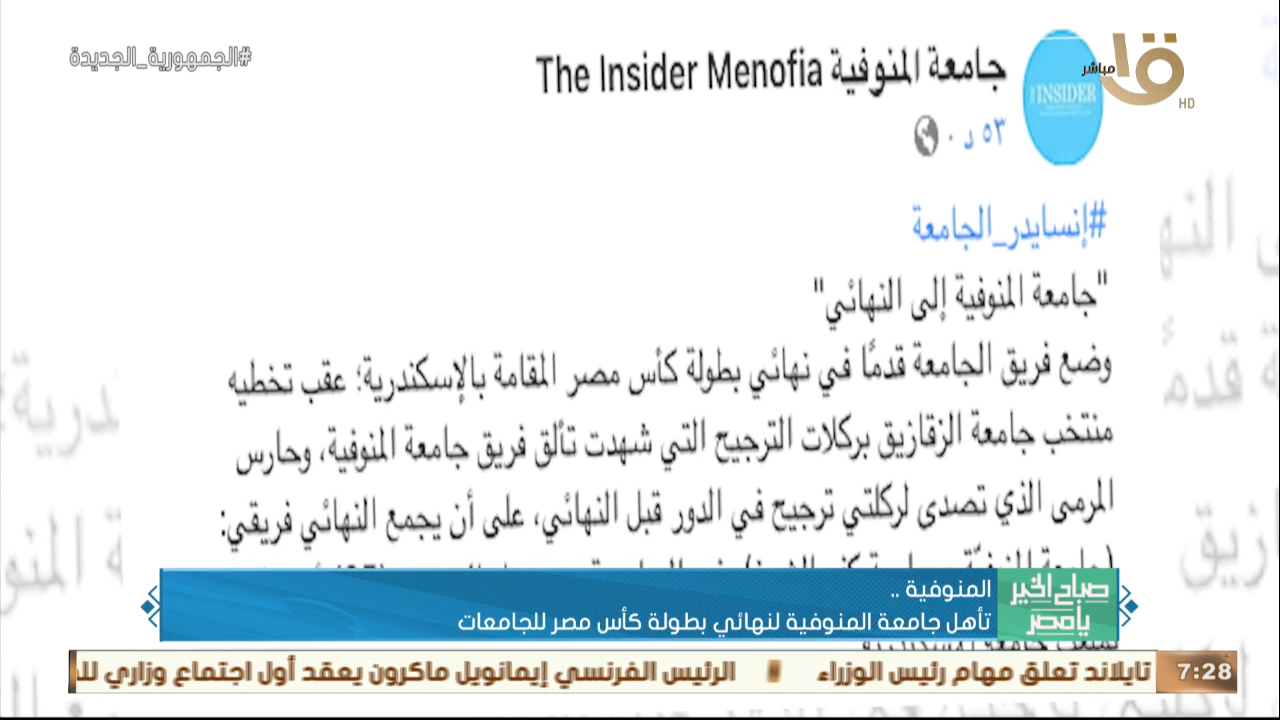 #الجمهورية_الجديدة
مباشر
HD
INSIDER
جامعة المنوفية The Insider Menofia
٥٣ د ·
#إنسايدر_الجامعة
"جامعة المنوفية إلى النهائي"
وضع فريق الجامعة قدمًا في نهائي بطولة كأس مصر المقامة بالإسكندرية؛ عقب تخطيه
منتخب جامعة الزقازيق بركلات الترجيح التي شهدت تألق فريق جامعة المنوفية، وحارس
المرمى الذي تصدى لركلتي ترجيح في الدور قبل النهائي، على أن يجمع النهائي فريقي:
صباح الخير يا مصر
المنوفية ..
تأهل جامعة المنوفية لنهائي بطولة كأس مصر للجامعات
7:28
تايلاند تعلق مهام رئيس الوزراء
الرئيس الفرنسي إيمانويل ماكرون يعقد أول اجتماع وزاري